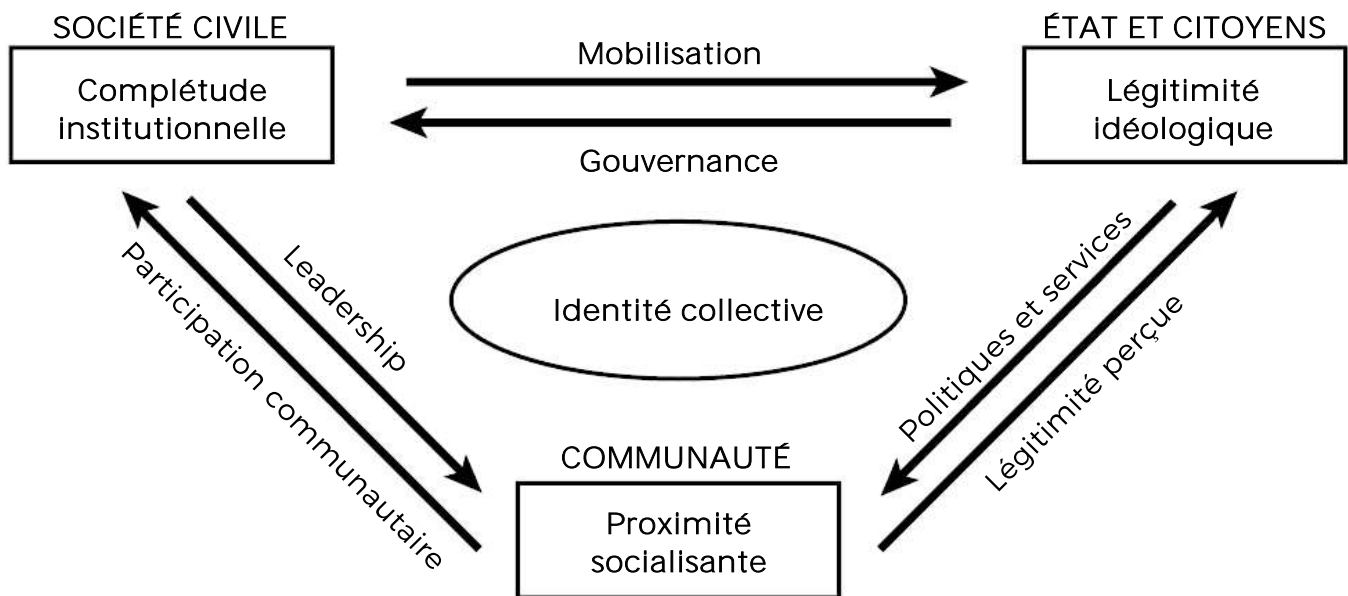 SOCIÉTÉ CIVILE
Complétude
institutionnelle
Mobilisation
Gouvernance
ÉTAT ET CITOYENS
Légitimité
idéologique
Leadership
Participation communautaire
Identité collective
Politiques et services
Légitimité perçue
COMMUNAUTÉ
Proximité
socialisante